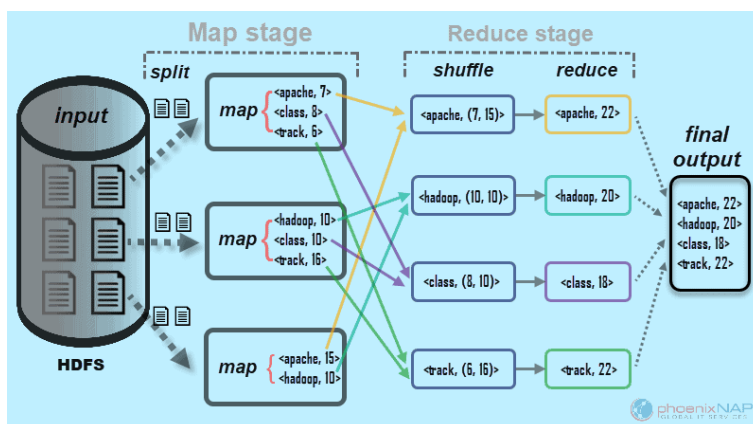 Map stage
Reduce stage
split
shuffle
reduce
input
HDFS
map
<apache, 7>
<class, 8>
<track, 6>
map
<hadoop, 10>
<class, 10>
<track, 16>
map
<apache, 15>
<hadoop, 10>
<apache, (7, 15)>
<apache, 22>
<hadoop, (10, 10)>
<hadoop, 20>
<class, (8, 10)>
<class, 18>
<track, (6, 16)>
<track, 22>
final
output
<apache, 22>
<hadoop, 20>
<class, 18>
<track, 22>
phoenixNAP
GLOBAL IT SERVICES